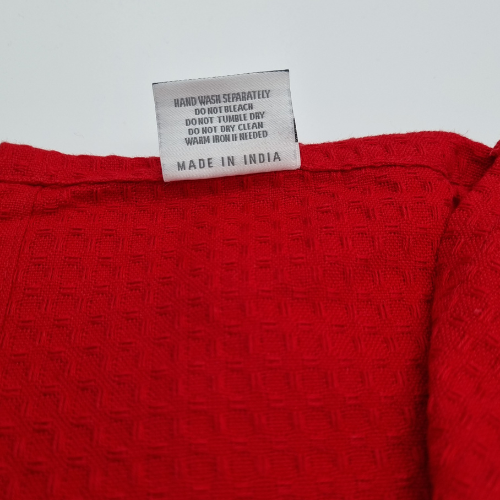 HAND WASH SEPARATELY
DO NOT BLEACH
DO NOT TUMBLE DRY
DO NOT DRY CLEAN
WARM IRON IF NEEDED
MADE IN INDIA